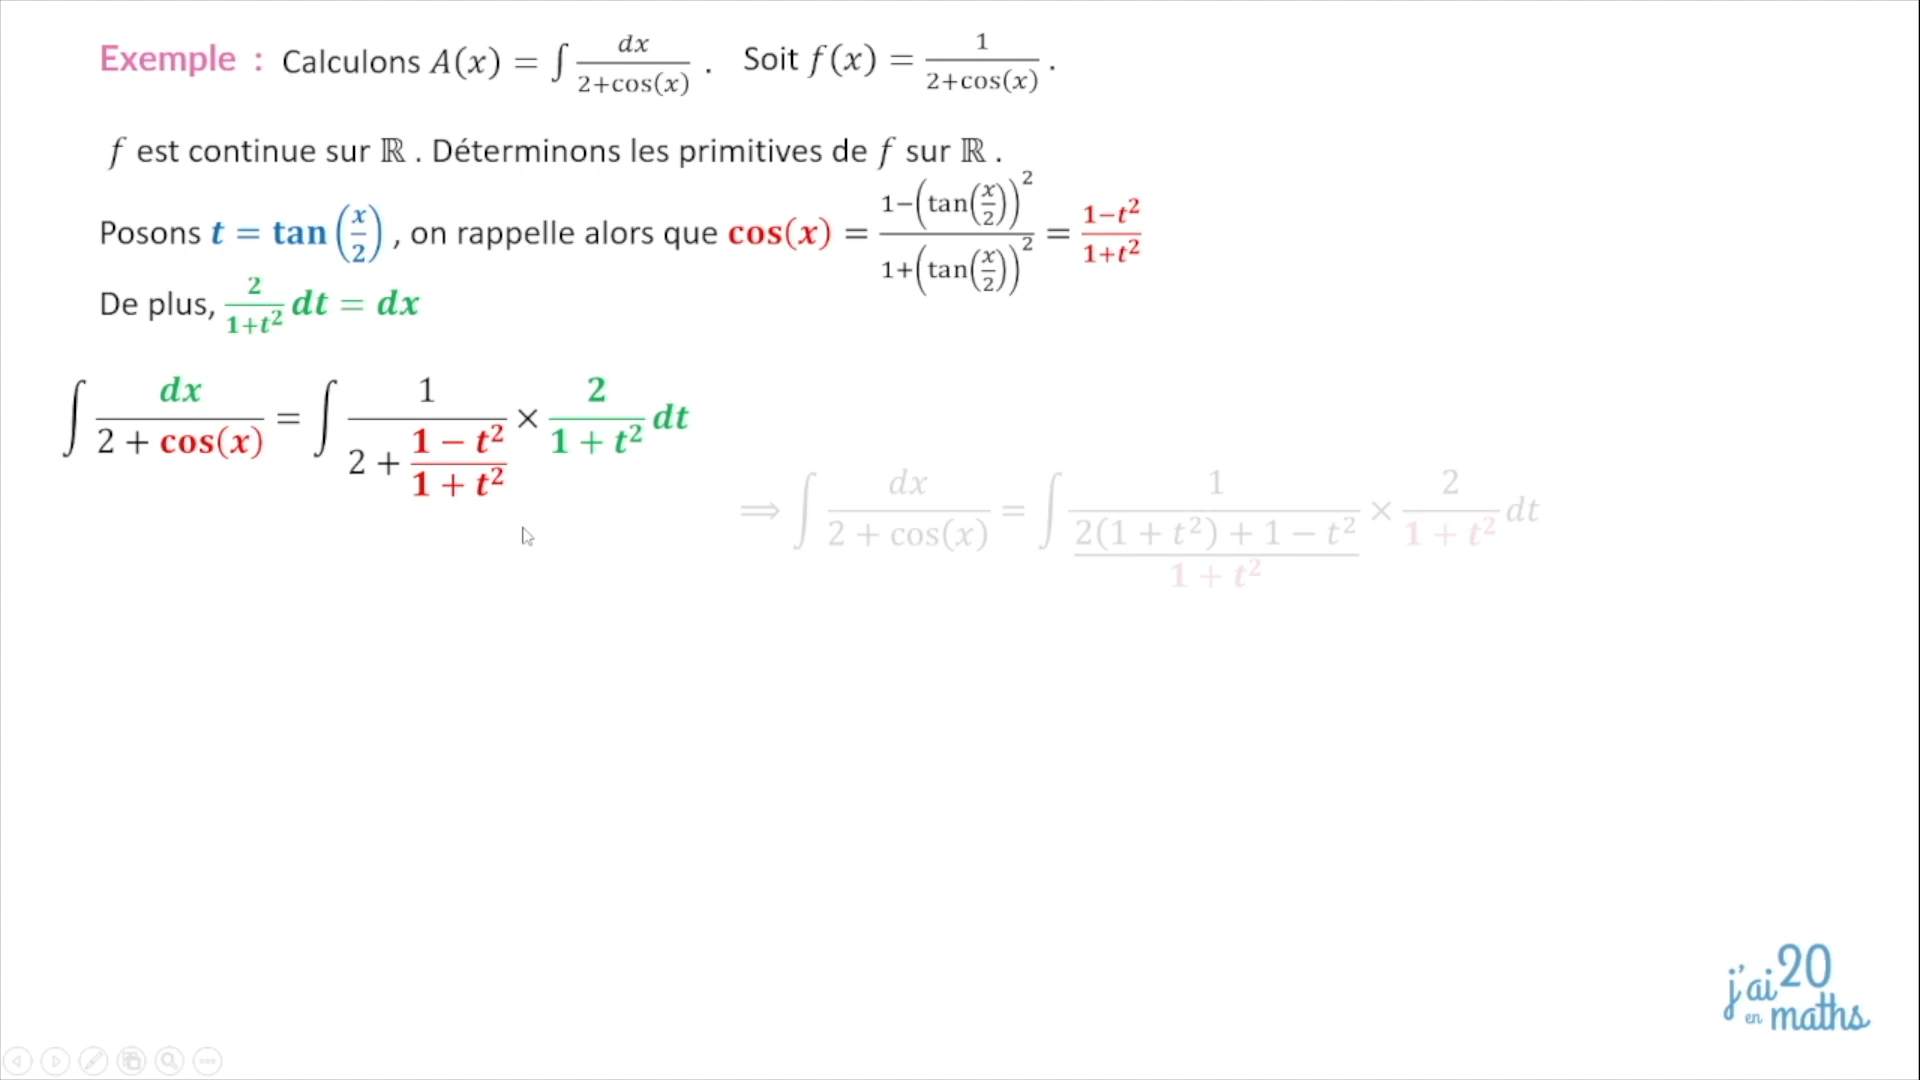 Exemple : Calculons A(x) = ∫ dx/(2+cos(x)) . Soit f(x) = 1/(2+cos(x)) .
f est continue sur ℝ . Déterminons les primitives de f sur ℝ .
Posons t = tan(x/2) , on rappelle alors que cos(x) = (1−(tan(x/2))²)/(1+(tan(x/2))²) = (1−t²)/(1+t²)
De plus, 2/(1+t²) dt = dx
∫ dx/(2 + cos(x)) = ∫ 1/(2 + (1 − t²)/(1 + t²)) × 2/(1 + t²) dt
⟹ ∫ dx/(2 + cos(x)) = ∫ 1/((2(1 + t²) + 1 − t²)/(1 + t²)) × 2/(1 + t²) dt
j'ai 20
en maths